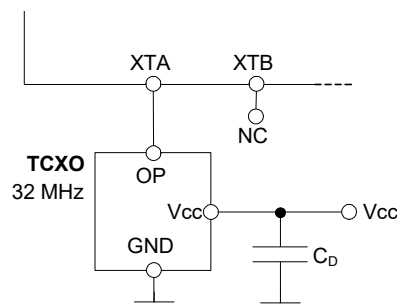 XTA
XTB
NC
TCXO
32 MHz
OP
Vcc
Vcc
GND
CD